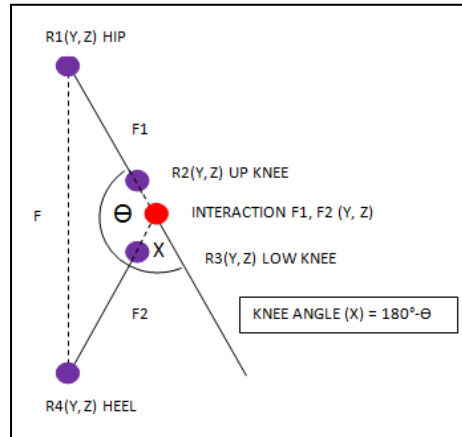 R1(Y, Z) HIP
F1
R2(Y, Z) UP KNEE
Ө
INTERACTION F1, F2 (Y, Z)
F
X
R3(Y, Z) LOW KNEE
F2
KNEE ANGLE (X) = 180°-Ө
R4(Y, Z) HEEL